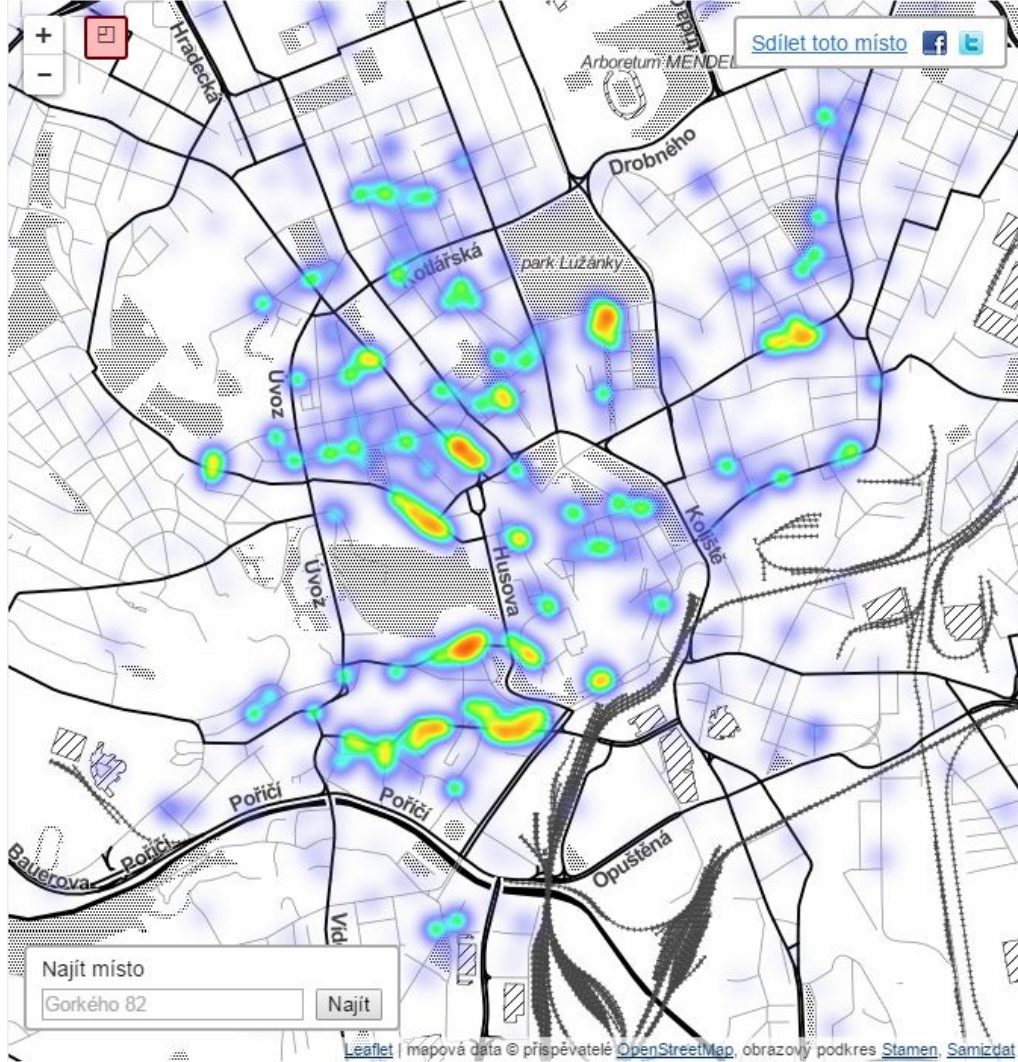 +
−
Hradecká
Sdílet toto místo
Arboretum MENDEL
Drobného
Kotlářská
park Lužánky
Úvoz
Koliště
Husova
Úvoz
Poříčí
Poříčí
Poříčí
Bauerova
Opuštěná
Víd
Najít místo
Gorkého 82
Najít
Leaflet | mapová data © přispěvatelé OpenStreetMap, obrazový podkres Stamen, Samizdat